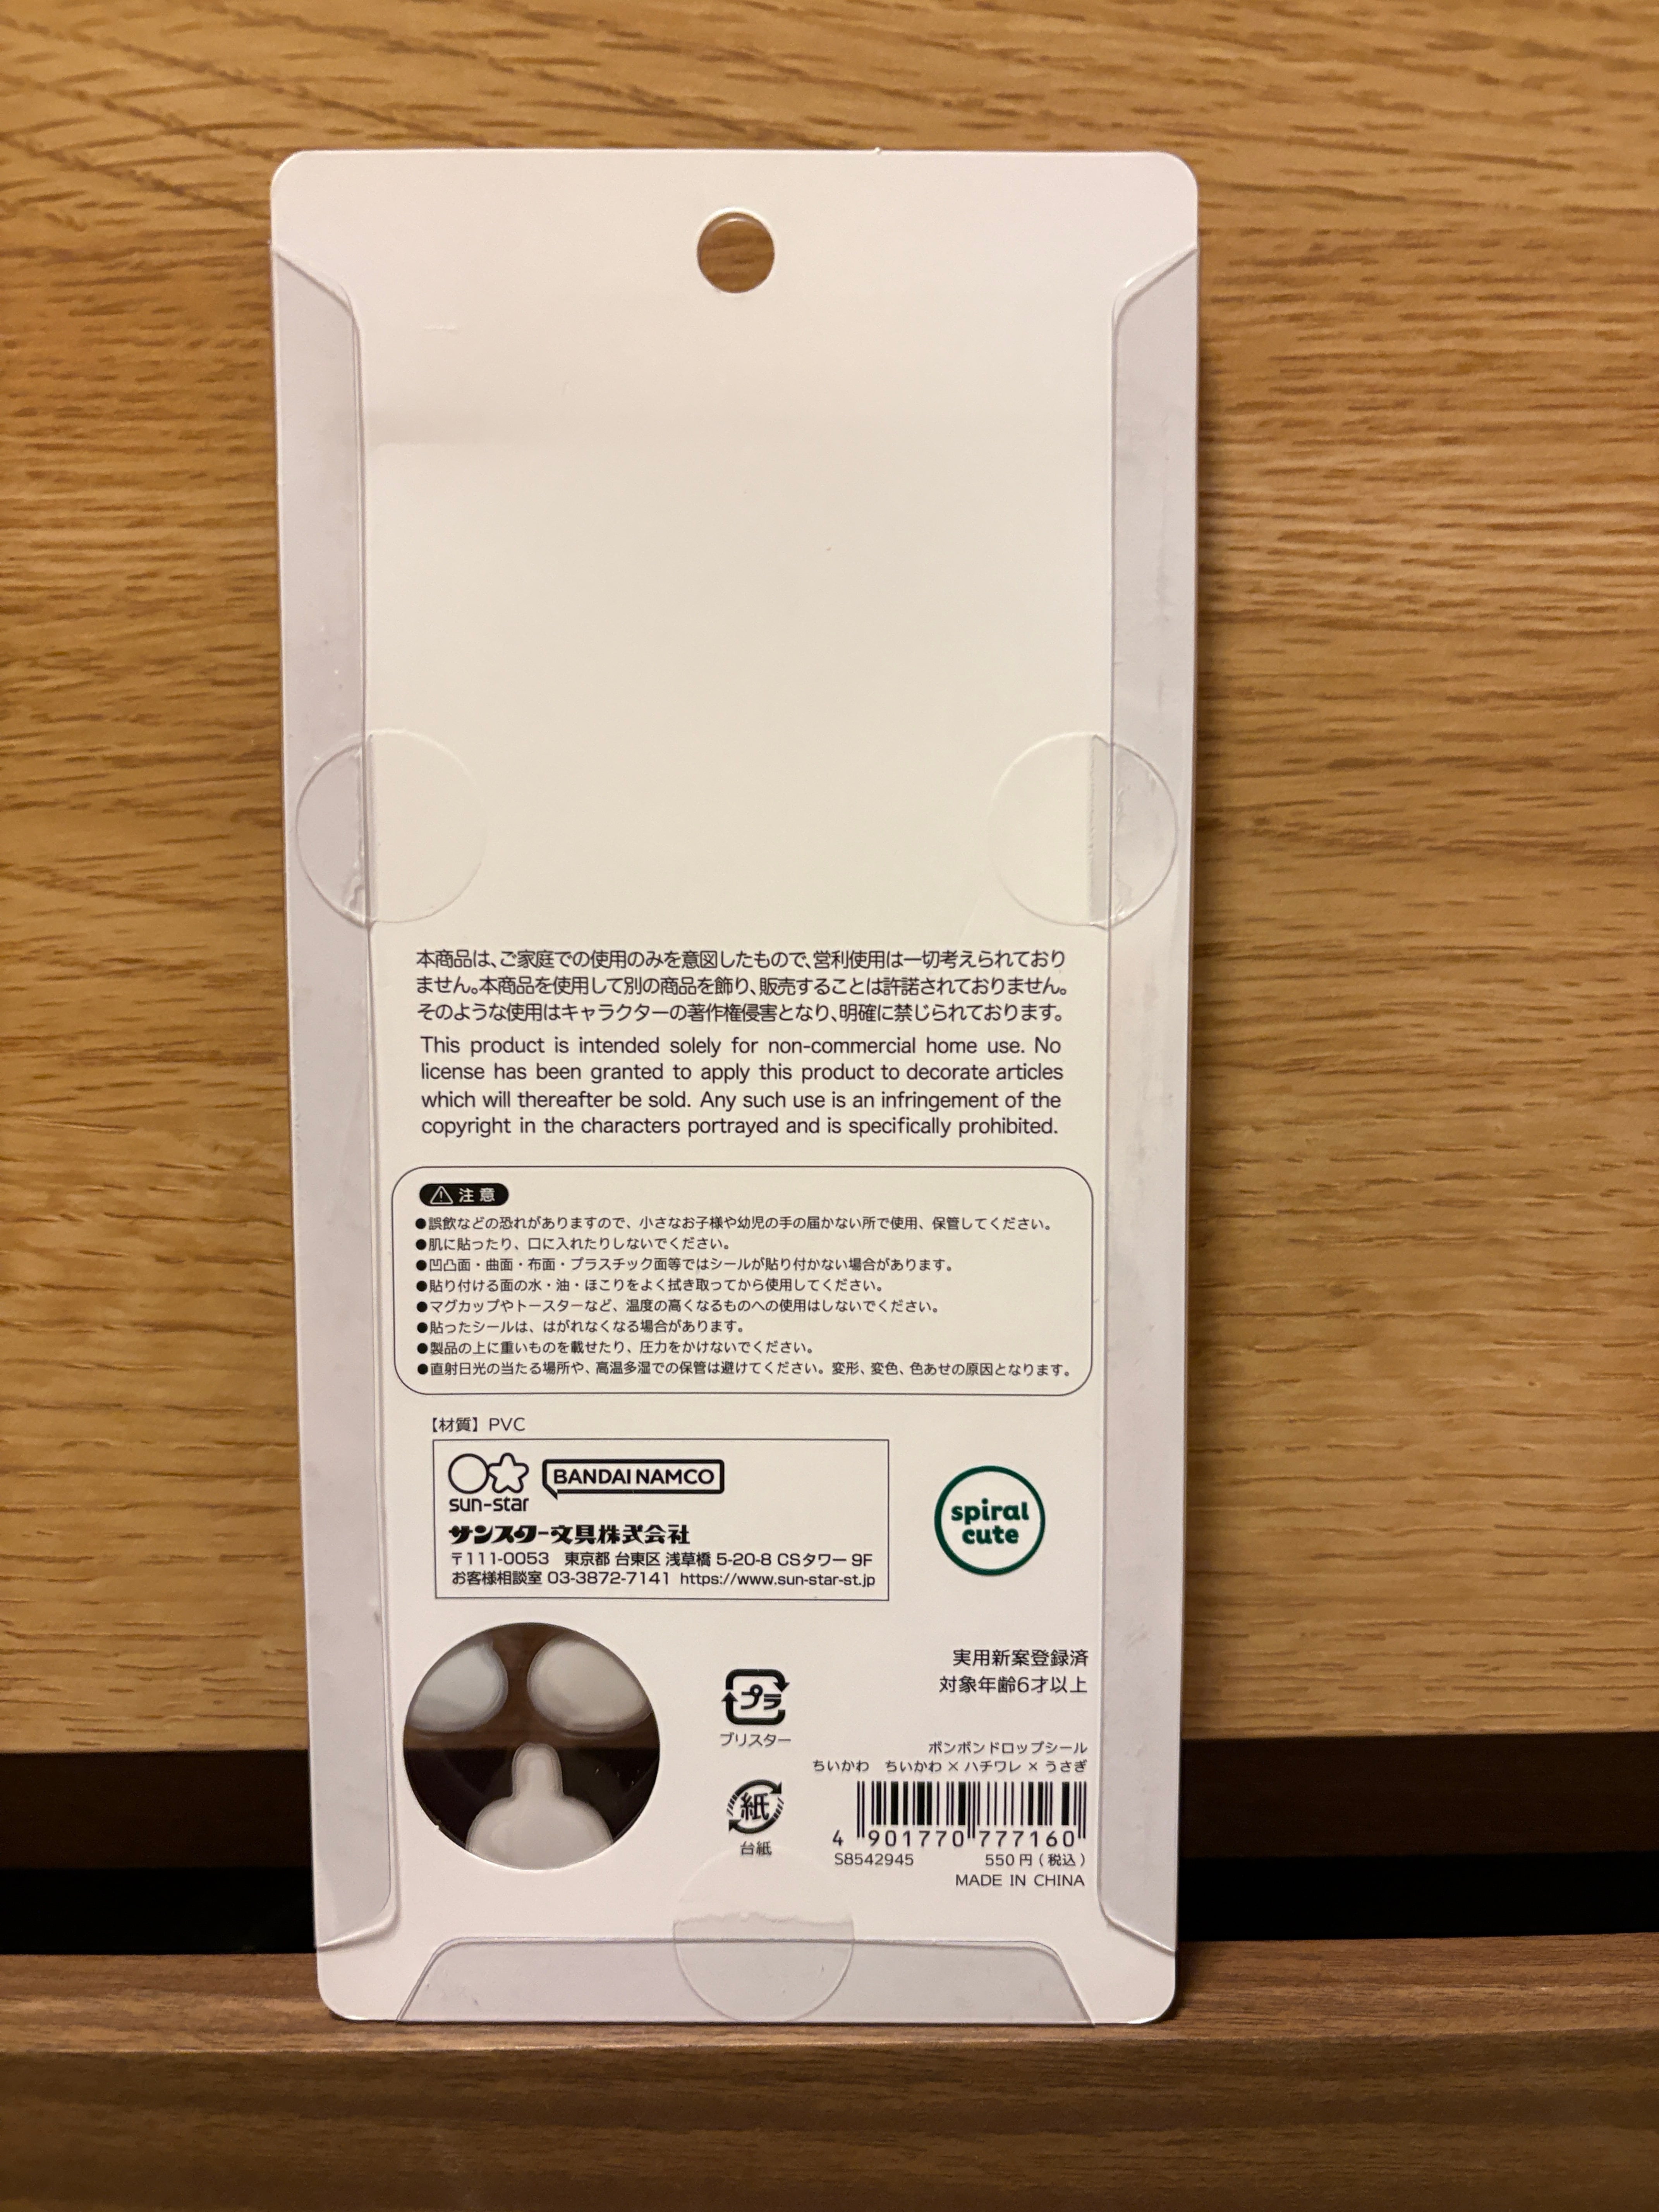 本商品は、ご家庭での使用のみを意図したもので、営利使用は一切考えられており
ません。本商品を使用して別の商品を飾り、販売することは許諾されておりません。
そのような使用はキャラクターの著作権侵害となり、明確に禁じられております。
This product is intended solely for non-commercial home use. No
license has been granted to apply this product to decorate articles
which will thereafter be sold. Any such use is an infringement of the
copyright in the characters portrayed and is specifically prohibited.
注意
●誤飲などの恐れがありますので、小さなお子様や幼児の手の届かない所で使用、保管してください。
●肌に貼ったり、口に入れたりしないでください。
●凹凸面・曲面・布面・プラスチック面等ではシールが貼り付かない場合があります。
●貼り付ける面の水・油・ほこりをよく拭き取ってから使用してください。
●マグカップやトースターなど、温度の高くなるものへの使用はしないでください。
●貼ったシールは、はがれなくなる場合があります。
●製品の上に重いものを載せたり、圧力をかけないでください。
●直射日光の当たる場所や、高温多湿での保管は避けてください。変形、変色、色あせの原因となります。
【材質】PVC
sun-star
BANDAI NAMCO
サンスター文具株式会社
〒111-0053 東京都 台東区 浅草橋 5-20-8 CSタワー 9F
お客様相談室 03-3872-7141 https://www.sun-star-st.jp
spiral
cute
実用新案登録済
対象年齢6才以上
プラ
ブリスター
紙
台紙
ボンボンドロップシール
ちいかわ ちいかわ×ハチワレ×うさぎ
4 901770 777160
S8542945 550円（税込）
MADE IN CHINA